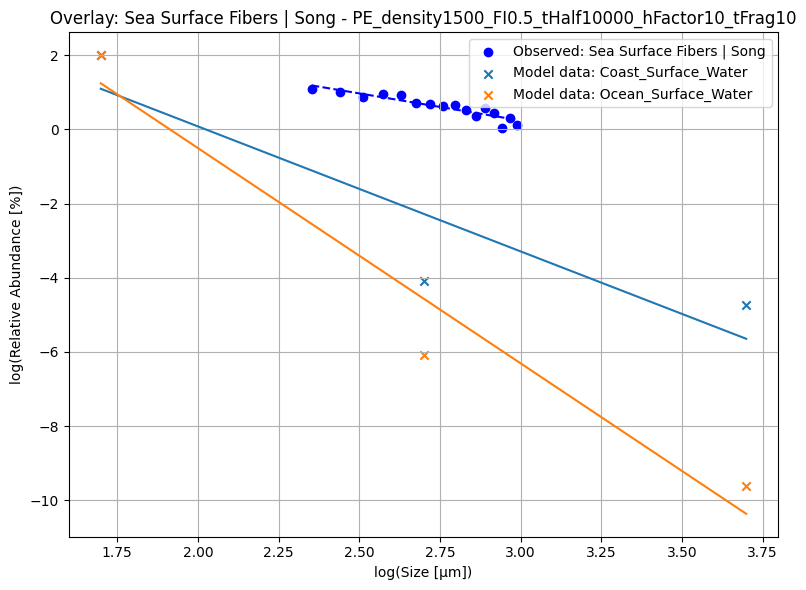 Overlay: Sea Surface Fibers | Song - PE_density1500_FI0.5_tHalf10000_hFactor10_tFrag10
Observed: Sea Surface Fibers | Song
Model data: Coast_Surface_Water
Model data: Ocean_Surface_Water
2
0
−2
−4
−6
−8
−10
log(Relative Abundance [%])
1.75
2.00
2.25
2.50
2.75
3.00
3.25
3.50
3.75
log(Size [μm])